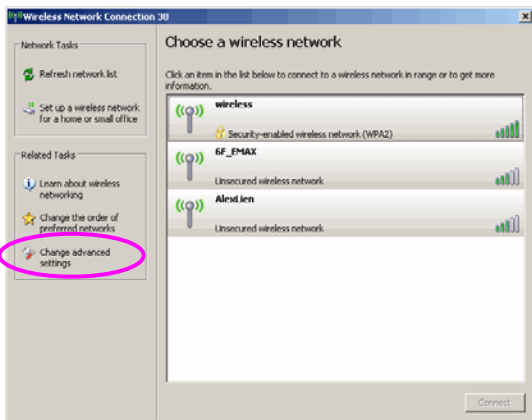 Wireless Network Connection 38
Network Tasks
Refresh network list
Set up a wireless network
for a home or small office
Related Tasks
Learn about wireless
networking
Change the order of
preferred networks
Change advanced
settings
Choose a wireless network
Click an item in the list below to connect to a wireless network in range or to get more
information.
wireless
Security-enabled wireless network (WPA2)
6F_EMAX
Unsecured wireless network
AlexLien
Unsecured wireless network
Connect